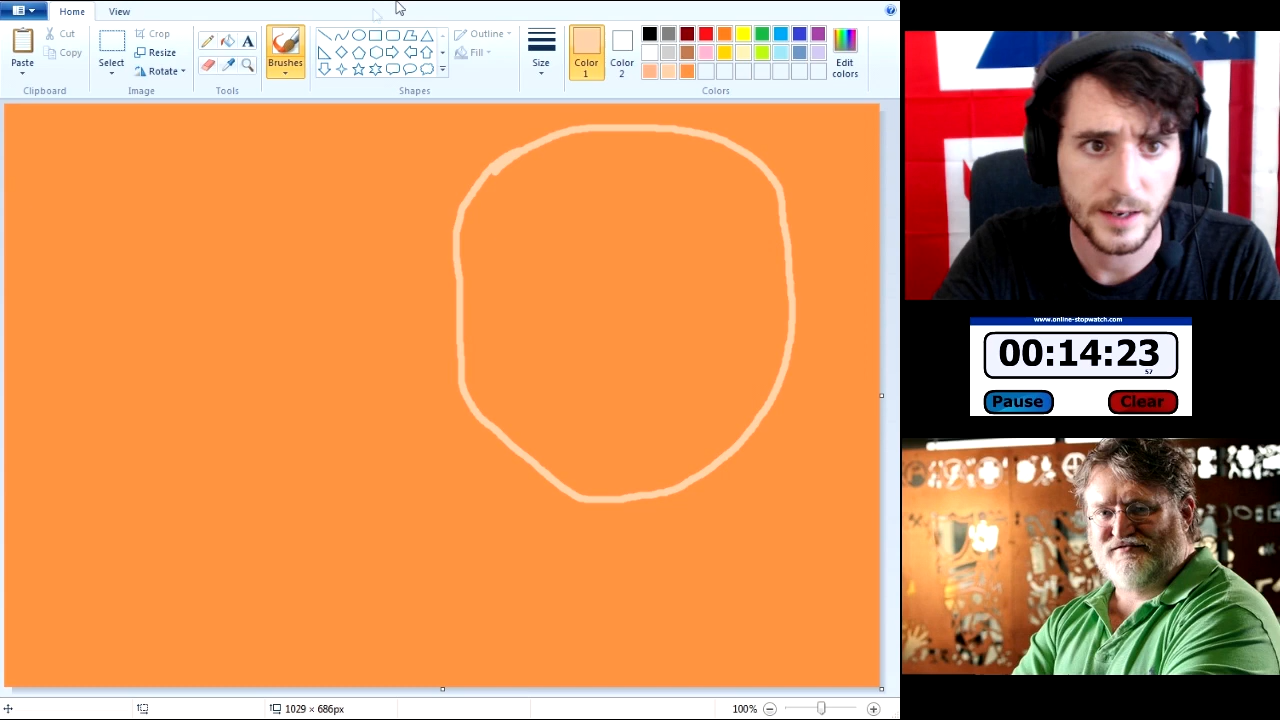 Home
View
Paste
Cut
Copy
Clipboard
Select
Crop
Resize
Rotate
Image
A
Tools
Brushes
Outline
Fill
Shapes
Size
Color
1
Color
2
Edit
colors
Colors
www.online-stopwatch.com
00:14:23
57
Pause
Clear
1029 × 686px
100%